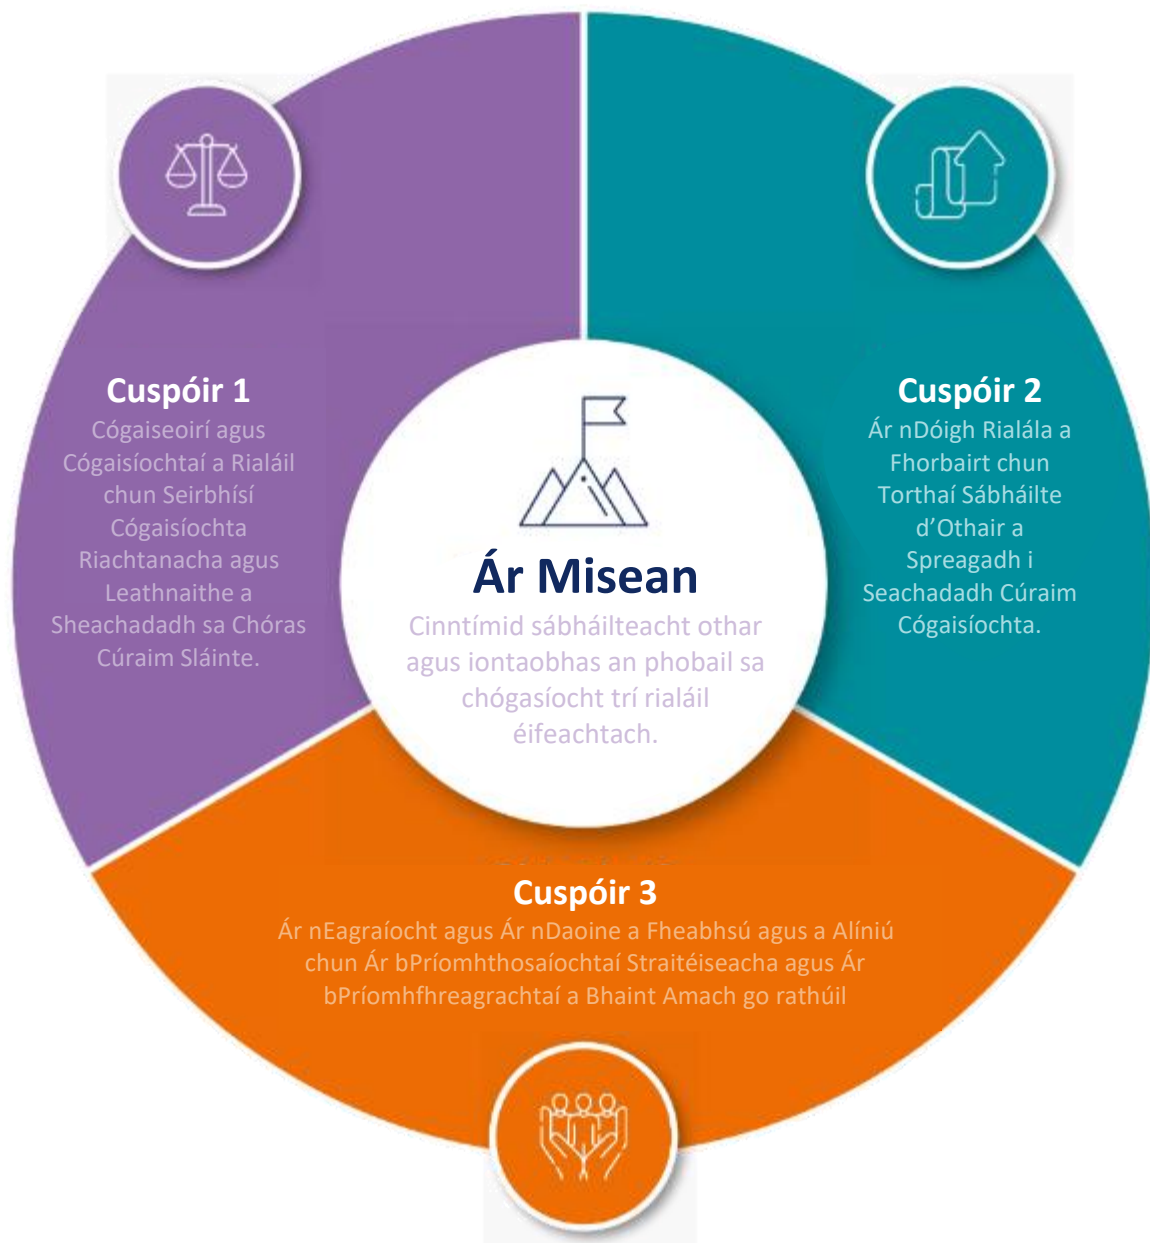 Cuspóir 1
Cógaiseoirí agus
Cógaisíochtaí a Rialáil
chun Seirbhísí
Cógaisíochta
Riachtanacha agus
Leathnaithe a
Sheachadadh sa Chóras
Cúraim Sláinte.
Ár Misean
Cinntímid sábháilteacht othar
agus iontaobhas an phobail sa
chógasíocht trí rialáil
éifeachtach.
Cuspóir 2
Ár nDóigh Rialála a
Fhorbairt chun
Torthaí Sábháilte
d’Othair a
Spreagadh i
Seachadadh Cúraim
Cógaisíochta.
Cuspóir 3
Ár nEagraíocht agus Ár nDaoine a Fheabhsú agus a Alíniú
chun Ár bPríomhthosaíochtaí Straitéiseacha agus Ár
bPríomhfhreagrachtaí a Bhaint Amach go rathúil